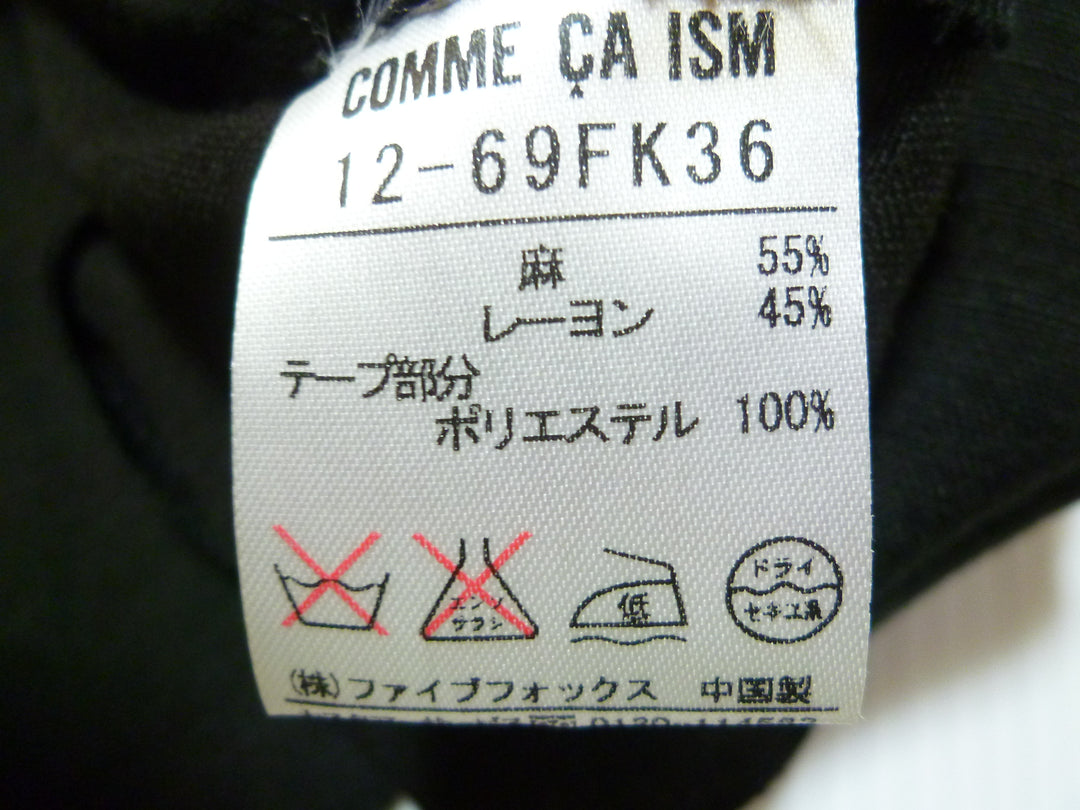 COMME ÇA ISM
12-69FK36
麻 55%
レーヨン 45%
テープ部分
ポリエステル 100%
エンソ
サラシ
低
ドライ
セキユ系
(株)ファイブフォックス 中国製